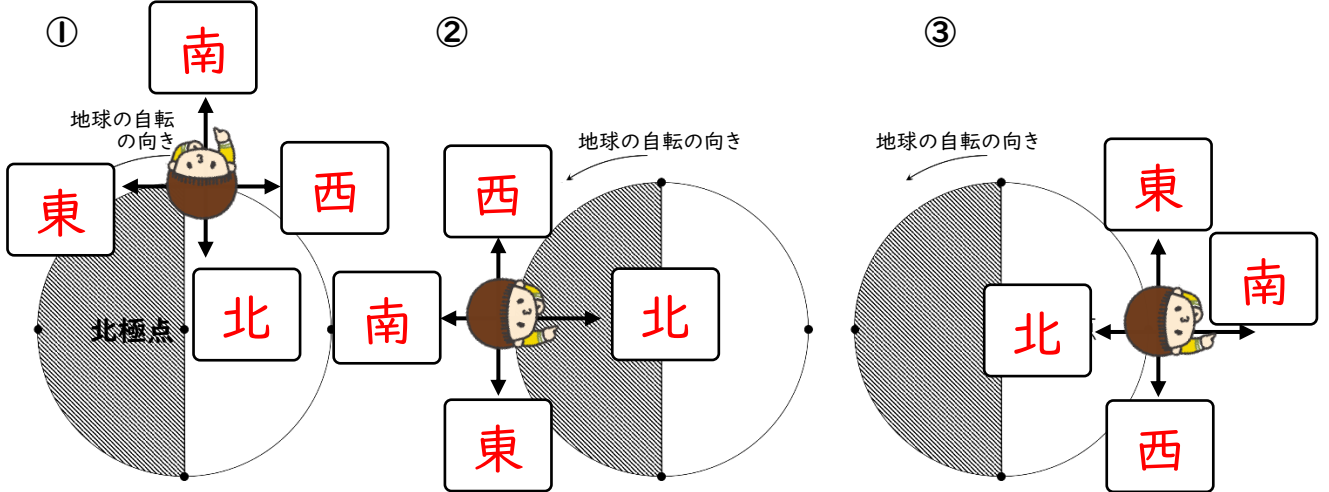 ①
南
地球の自転
の向き
東
西
北極点
北
②
地球の自転の向き
西
南
北
東
③
地球の自転の向き
東
南
北
西